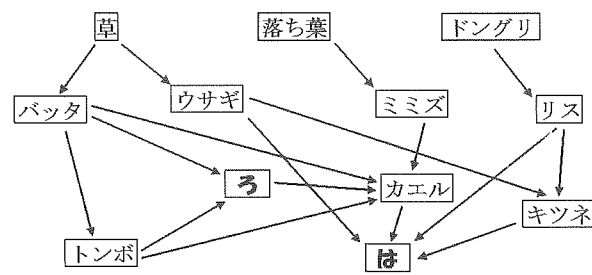 草
落ち葉
ドングリ
バッタ
ウサギ
ミミズ
リス
ろ
カエル
キツネ
トンボ
は